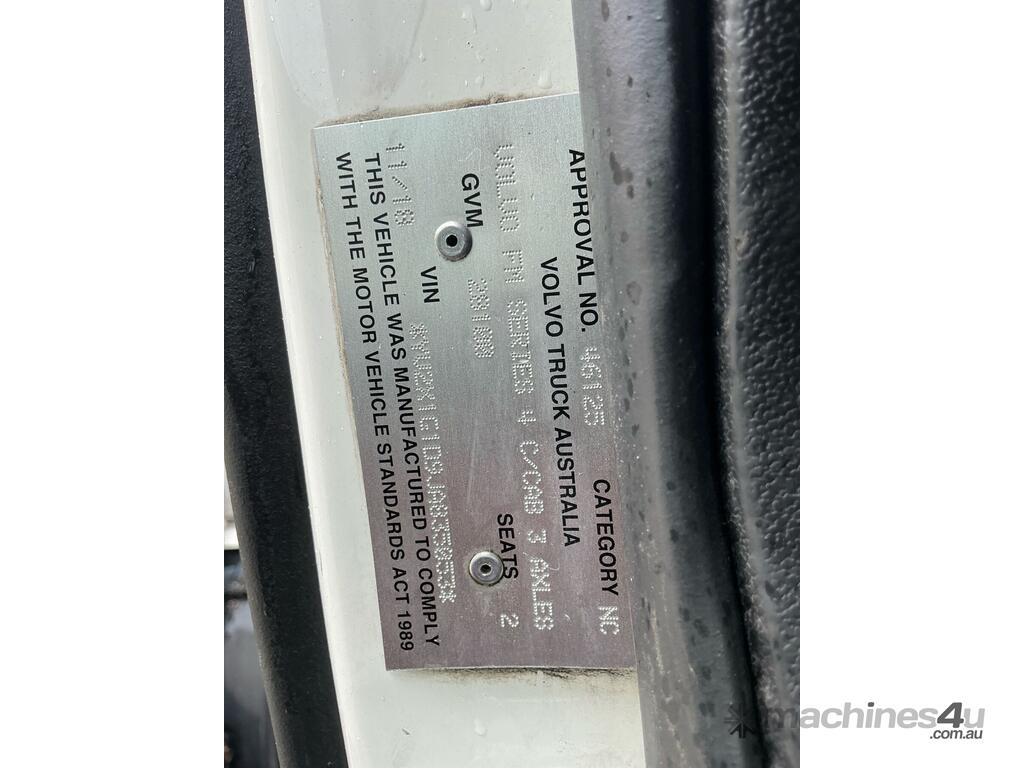 APPROVAL NO. 46125 CATEGORY NC
VOLVO TRUCK AUSTRALIA
VOLVO FM SERIES 4 C/CAB 3 AXLES
GVM 28100 SEATS 2
11/18 VIN
THIS VEHICLE WAS MANUFACTURED TO COMPLY
WITH THE MOTOR VEHICLE STANDARDS ACT 1989
machines4u
.com.au